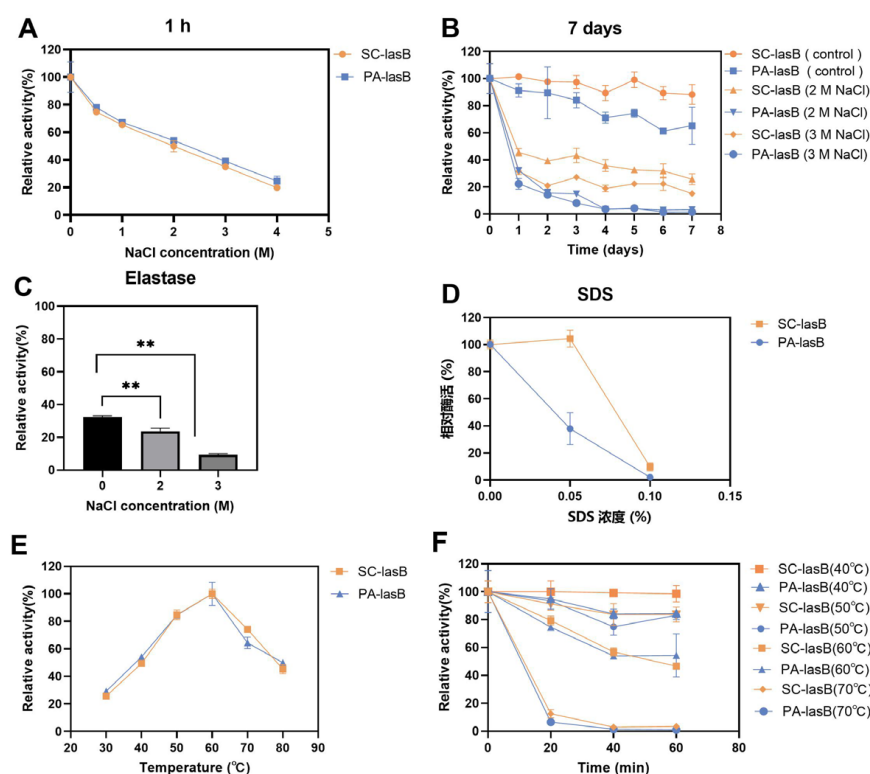 A
1 h
Relative activity(%)
100
80
60
40
20
0
0
1
2
3
4
5
NaCl concentration (M)
SC-lasB
PA-lasB
B
7 days
Relative activity(%)
120
100
80
60
40
20
0
0
1
2
3
4
5
6
7
8
Time (days)
SC-lasB ( control )
PA-lasB ( control )
SC-lasB (2 M NaCl)
PA-lasB (2 M NaCl)
SC-lasB (3 M NaCl)
PA-lasB (3 M NaCl)
C
Elastase
Relative activity(%)
100
80
60
40
20
0
**
**
0
2
3
NaCl concentration (M)
D
SDS
相对酶活 (%)
120
100
80
60
40
20
0
0.00
0.05
0.10
0.15
SDS 浓度 (%)
SC-lasB
PA-lasB
E
Relative activity(%)
120
100
80
60
40
20
0
20
30
40
50
60
70
80
90
Temperature (℃)
SC-lasB
PA-lasB
F
Relative activity(%)
120
100
80
60
40
20
0
0
20
40
60
80
Time (min)
SC-lasB(40℃)
PA-lasB(40℃)
SC-lasB(50℃)
PA-lasB(50℃)
SC-lasB(60℃)
PA-lasB(60℃)
SC-lasB(70℃)
PA-lasB(70℃)